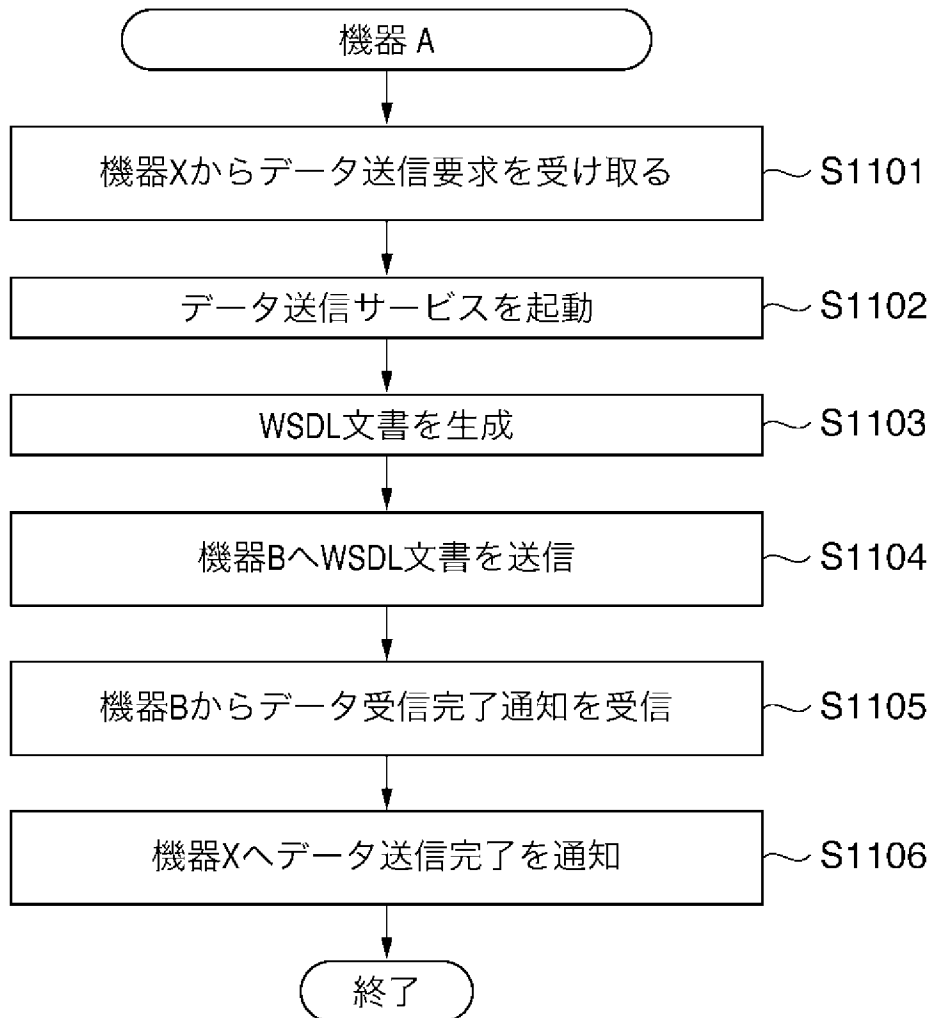 機器 A
機器Xからデータ送信要求を受け取る
S1101
データ送信サービスを起動
S1102
WSDL文書を生成
S1103
機器BへWSDL文書を送信
S1104
機器Bからデータ受信完了通知を受信
S1105
機器Xへデータ送信完了を通知
S1106
終了